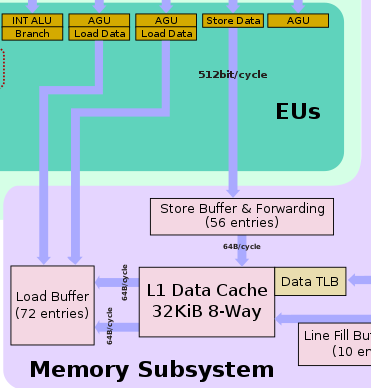 INT ALU
Branch
AGU
Load Data
AGU
Load Data
Store Data
AGU
512bit/cycle
EUs
Store Buffer & Forwarding
(56 entries)
64B/cycle
Load Buffer
(72 entries)
64B/cycle
64B/cycle
L1 Data Cache
32KiB 8-Way
Data TLB
Line Fill Bu
(10 en
Memory Subsystem